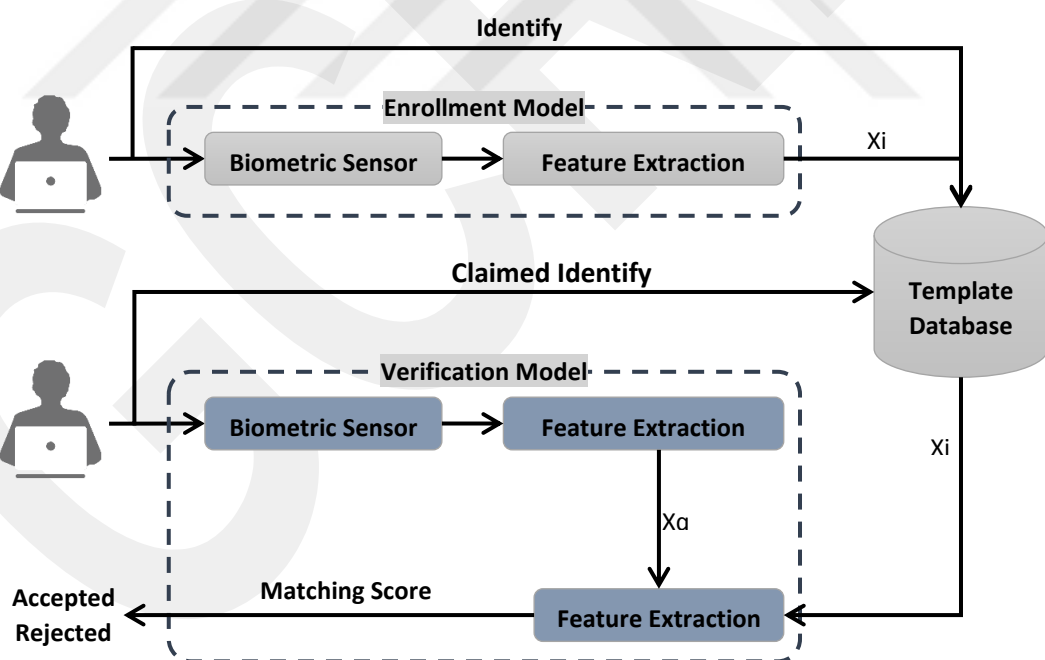 Identify
Enrollment Model
Biometric Sensor
Feature Extraction
Xi
Claimed Identify
Template
Database
Verification Model
Biometric Sensor
Feature Extraction
Xi
Xɑ
Matching Score
Accepted
Rejected
Feature Extraction